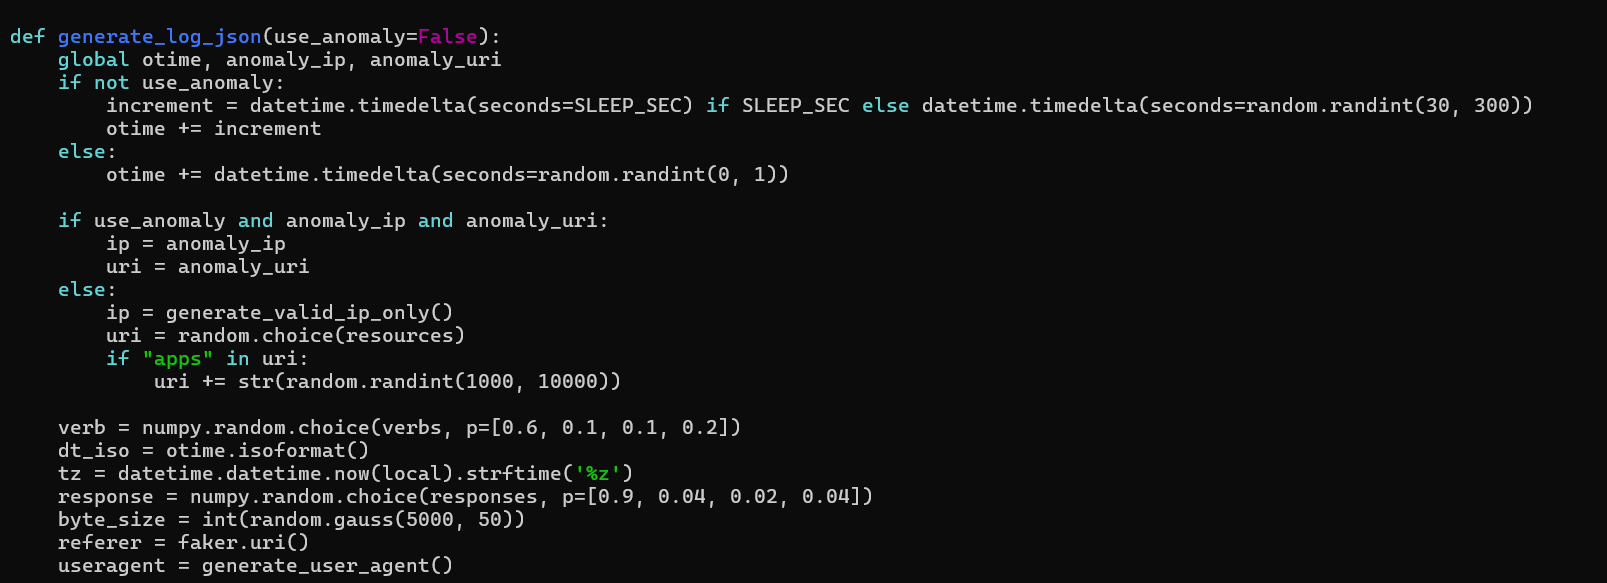 def generate_log_json(use_anomaly=False):
    global otime, anomaly_ip, anomaly_uri
    if not use_anomaly:
        increment = datetime.timedelta(seconds=SLEEP_SEC) if SLEEP_SEC else datetime.timedelta(seconds=random.randint(30, 300))
        otime += increment
    else:
        otime += datetime.timedelta(seconds=random.randint(0, 1))

    if use_anomaly and anomaly_ip and anomaly_uri:
        ip = anomaly_ip
        uri = anomaly_uri
    else:
        ip = generate_valid_ip_only()
        uri = random.choice(resources)
        if "apps" in uri:
            uri += str(random.randint(1000, 10000))

    verb = numpy.random.choice(verbs, p=[0.6, 0.1, 0.1, 0.2])
    dt_iso = otime.isoformat()
    tz = datetime.datetime.now(local).strftime('%z')
    response = numpy.random.choice(responses, p=[0.9, 0.04, 0.02, 0.04])
    byte_size = int(random.gauss(5000, 50))
    referer = faker.uri()
    useragent = generate_user_agent()